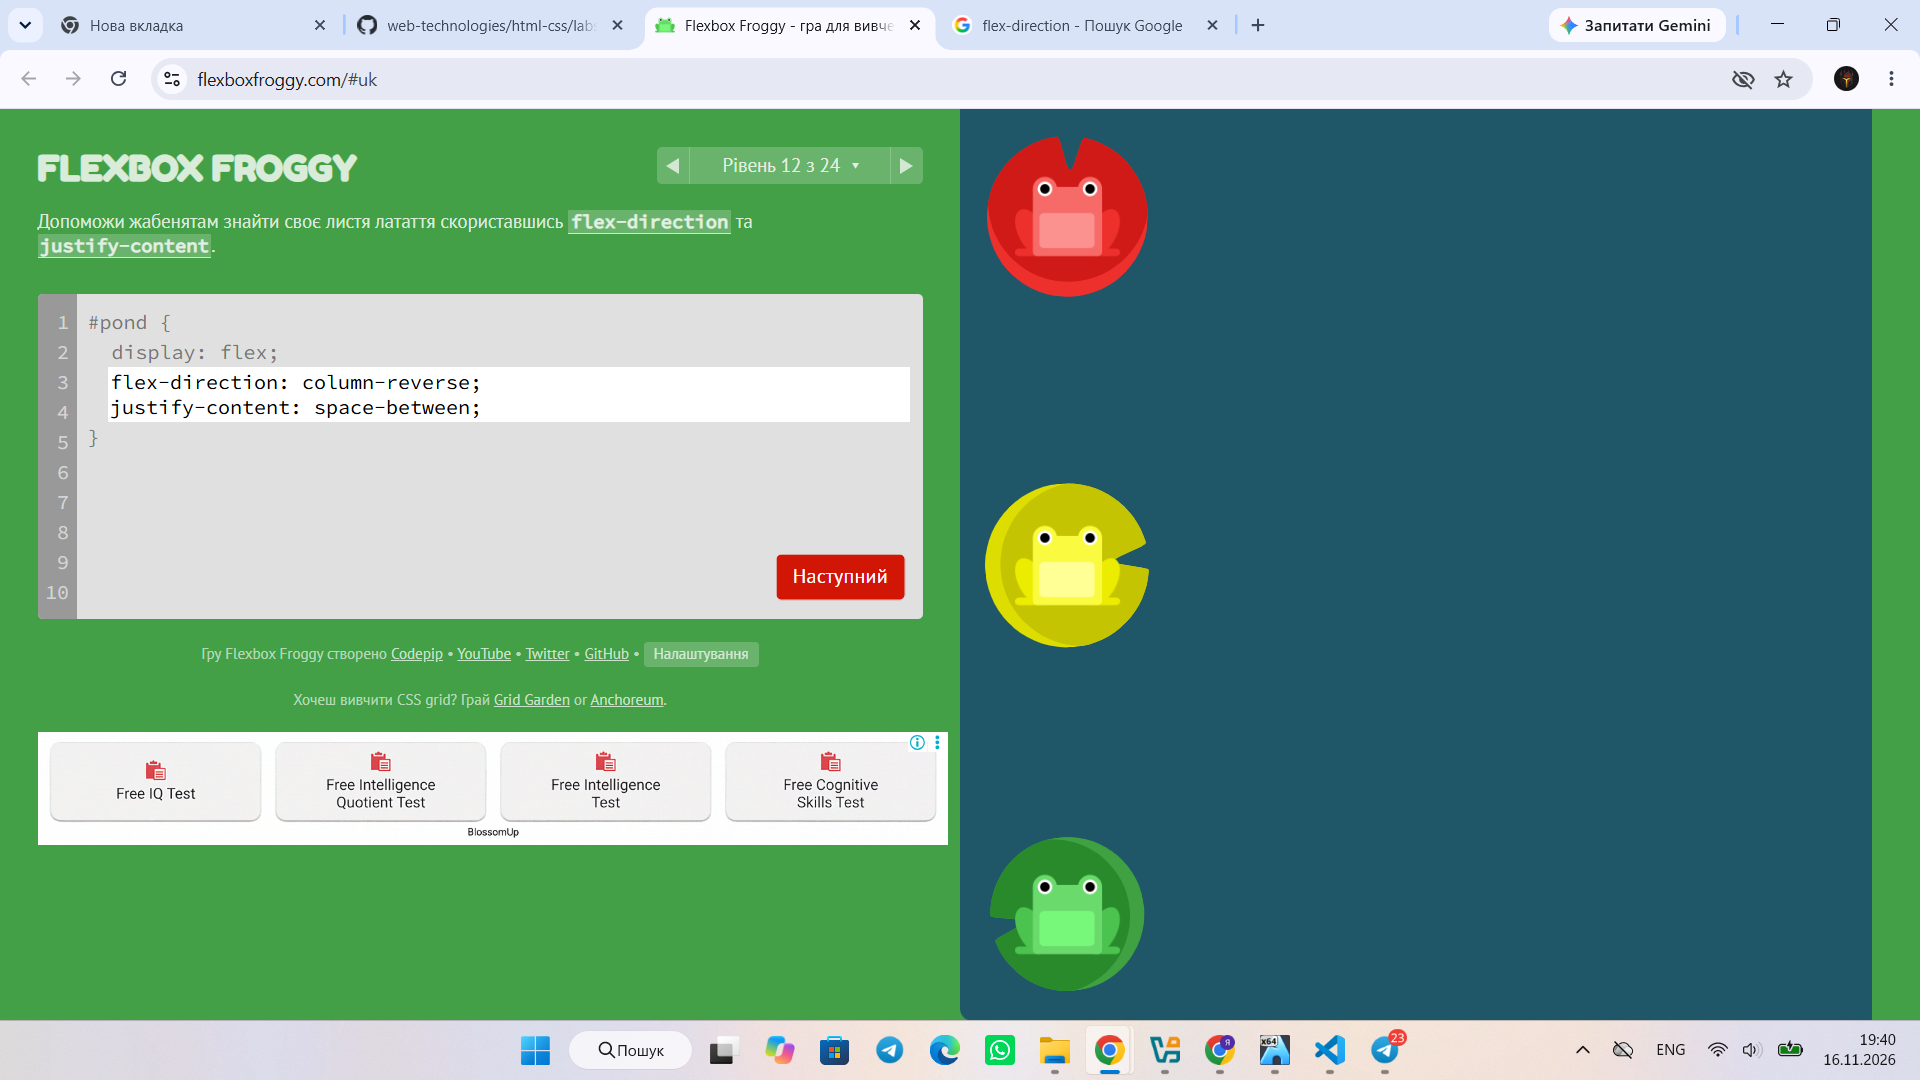 Нова вкладка
web-technologies/html-css/lab
Flexbox Froggy - гра для вивче
flex-direction - Пошук Google
Запитати Gemini
flexboxfroggy.com/#uk
FLEXBOX FROGGY
Рівень 12 з 24
Допоможи жабенятам знайти своє листя латаття скориставшись flex-direction та
justify-content.
1 #pond {
2 display: flex;
3 flex-direction: column-reverse;
4 justify-content: space-between;
5 }
6
7
8
9
10
Наступний
Гру Flexbox Froggy створено Codepip • YouTube • Twitter • GitHub • Налаштування
Хочеш вивчити CSS grid? Грай Grid Garden or Anchoreum.
Free IQ Test
Free Intelligence
Quotient Test
Free Intelligence
Test
Free Cognitive
Skills Test
BlossomUp
Пошук
x64
Я
23
ENG
19:40
16.11.2026